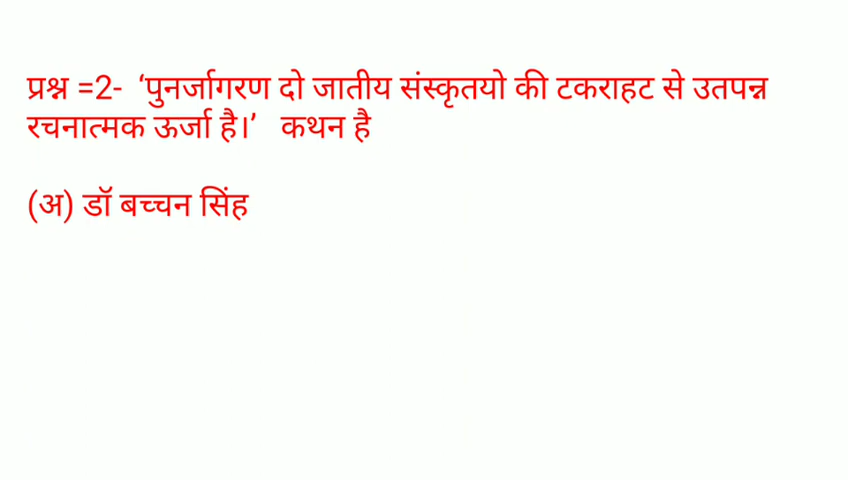 प्रश्न =2-  ‘पुनर्जागरण दो जातीय संस्कृतयो की टकराहट से उतपन्न
रचनात्मक ऊर्जा है।’   कथन है
(अ) डॉ बच्चन सिंह